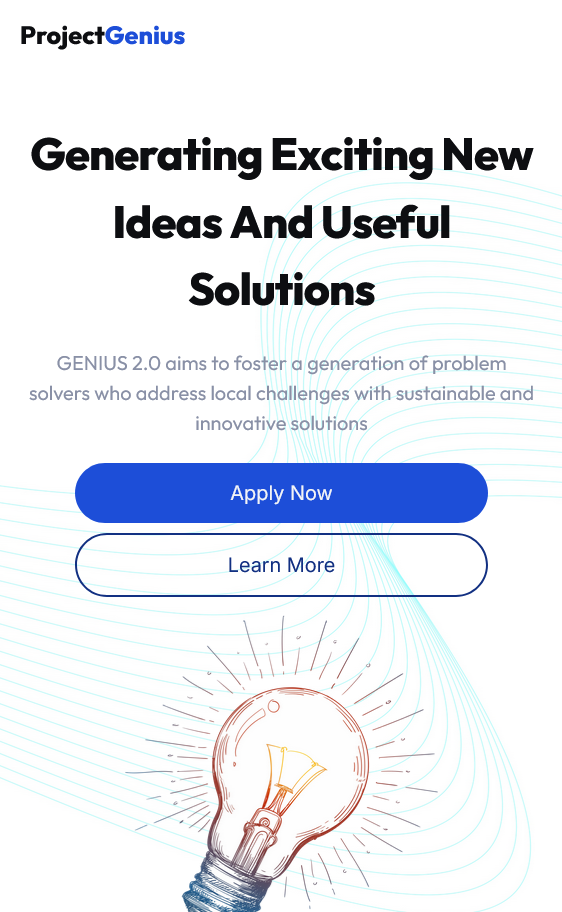 ProjectGenius
Generating Exciting New
Ideas And Useful
Solutions
GENIUS 2.0 aims to foster a generation of problem
solvers who address local challenges with sustainable and
innovative solutions
Apply Now
Learn More